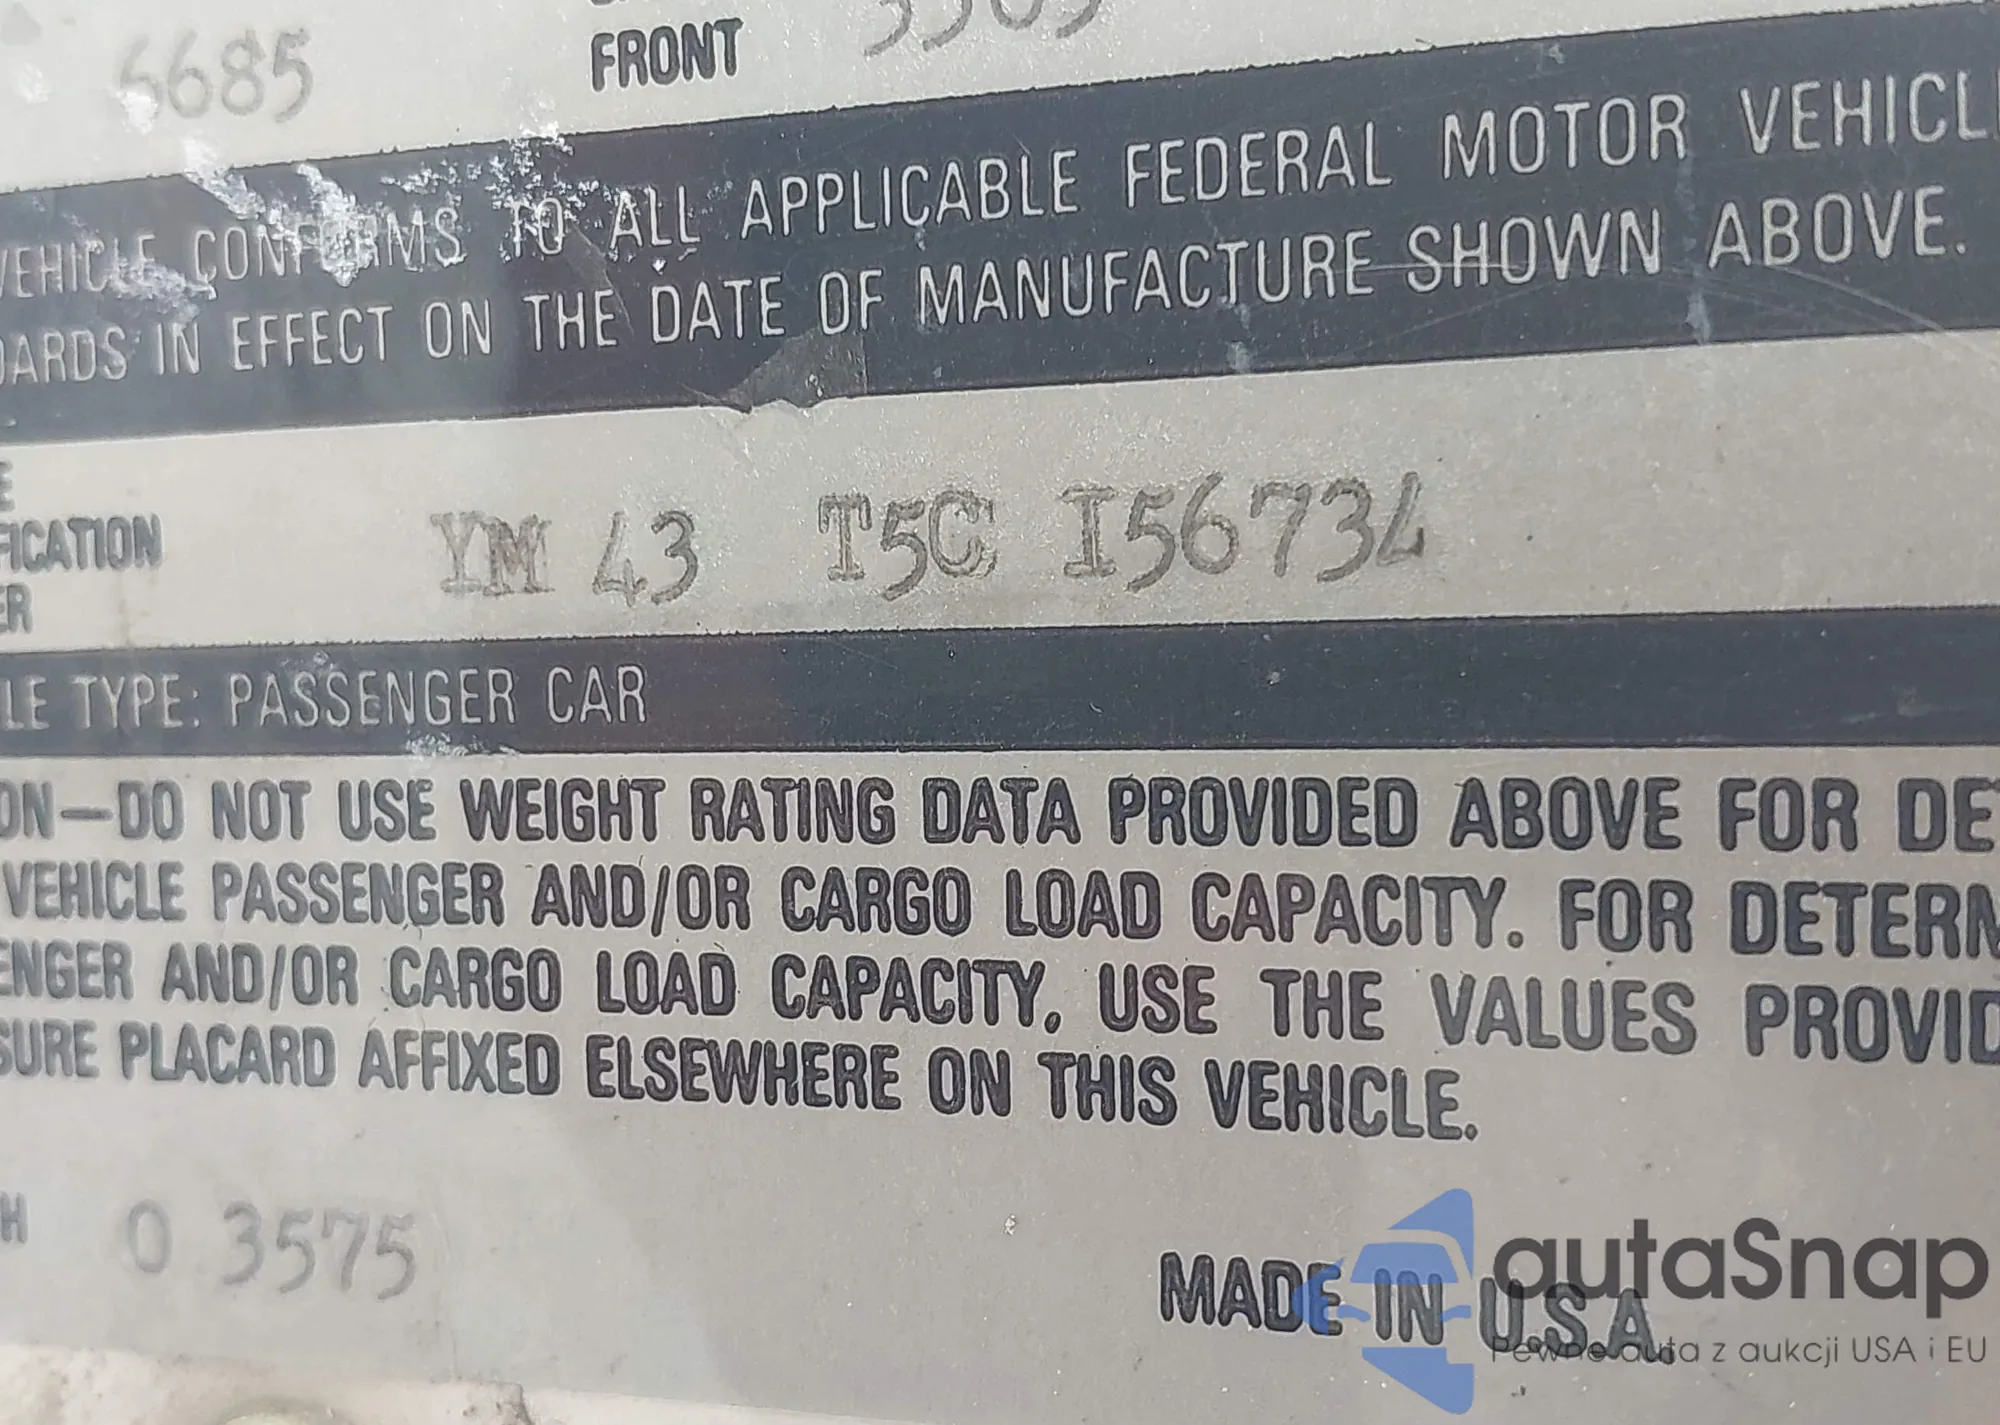 6685 FRONT
VEHICLE CONFORMS TO ALL APPLICABLE FEDERAL MOTOR VEHICL
DARDS IN EFFECT ON THE DATE OF MANUFACTURE SHOWN ABOVE.
E
FICATION YM 43 T5C I56734
ER
LE TYPE: PASSENGER CAR
ON—DO NOT USE WEIGHT RATING DATA PROVIDED ABOVE FOR DE
VEHICLE PASSENGER AND/OR CARGO LOAD CAPACITY. FOR DETERM
ENGER AND/OR CARGO LOAD CAPACITY, USE THE VALUES PROVID
SURE PLACARD AFFIXED ELSEWHERE ON THIS VEHICLE.
H 0 3575
MADE IN U.S.A.
autaSnap
Pewne auta z aukcji USA i EU